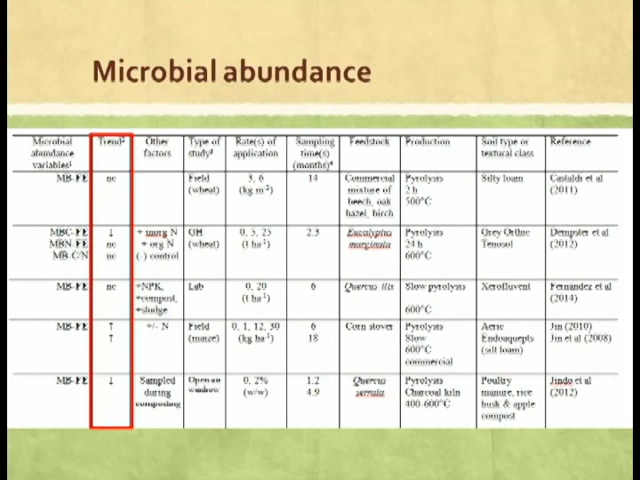 Microbial abundance
Microbial abundance variables¹ Trend² Other factors Type of study³ Rate(s) of application Sampling time(s) (months)⁴ Feedstock Production Soil type or textural class Reference
MB-FE nc Field (wheat) 3, 6 (kg m⁻²) 14 Commercial mixture of beech, oak hazel, birch Pyrolysis 2 h 500°C Silty loam Castaldi et al (2011)
MBC-FE ↓ + inorg N GH (wheat) 0, 5, 25 (t ha⁻¹) 2.3 Eucalyptus marginata Pyrolysis 24 h 600°C Grey Orthic Tenosol Dempster et al (2012)
MBN-FE nc + org N
MB-C/N nc (-) control
MB-FE nc +NPK, +compost, +sludge Lab 0, 20 (t ha⁻¹) 6 Quercus ilix Slow pyrolysis 600°C Xerofluvent Fernández et al (2014)
MB-FE ↑ ↑ +/- N Field (maize) 0, 1, 12, 30 (kg ha⁻¹) 6 18 Corn stover Pyrolysis Slow 600°C commercial Aeric Endoaquepts (silt loam) Jin (2010) Jin et al (2008)
MB-FE ↓ Sampled during composting Open air windrow 0, 2% (w/w) 1.2 4.9 Quercus serrata Pyrolysis Charcoal kiln 400-600°C Poultry manure, rice husk & apple compost Jindo et al (2012)